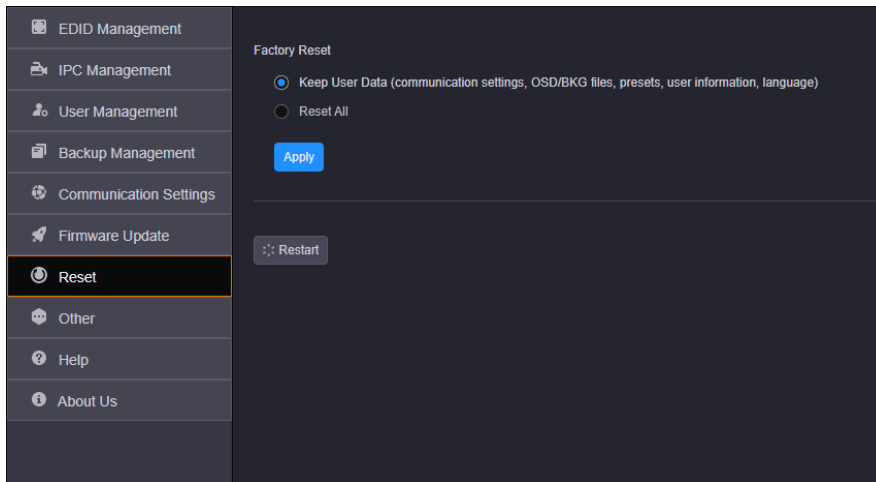 EDID Management
IPC Management
User Management
Backup Management
Communication Settings
Firmware Update
Reset
Other
Help
About Us
Factory Reset
Keep User Data (communication settings, OSD/BKG files, presets, user information, language)
Reset All
Apply
Restart